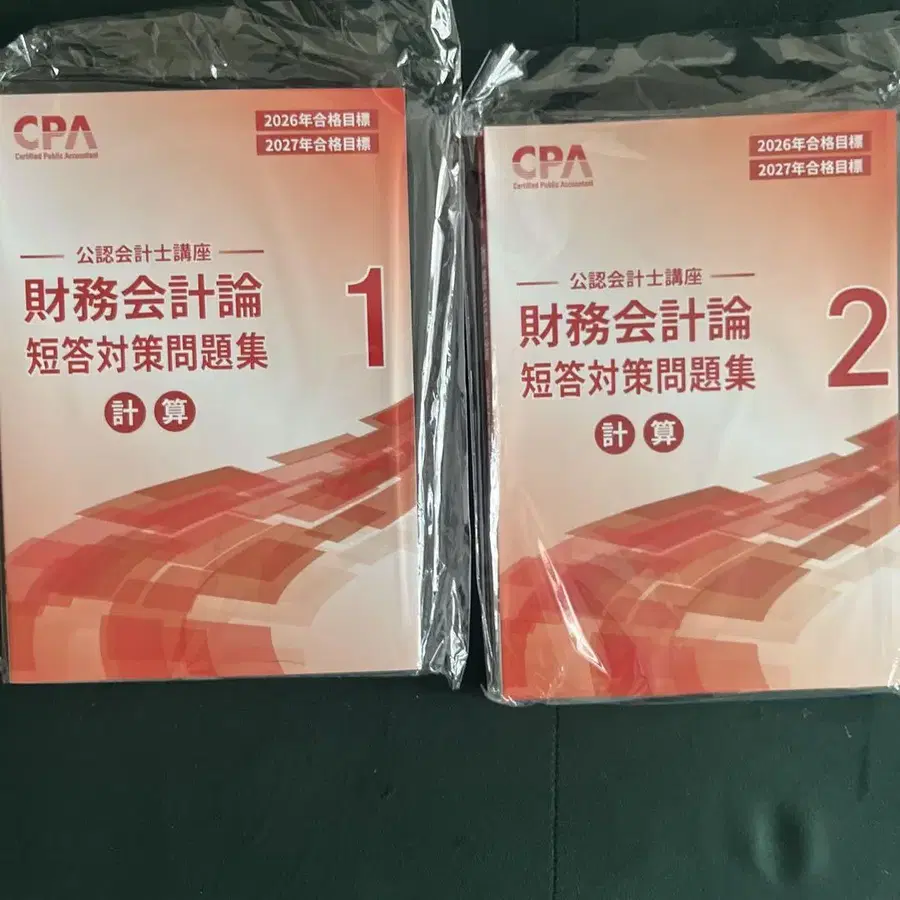 CPA
Certified Public Accountant
2026年合格目標
2027年合格目標
公認会計士講座
財務会計論
短答対策問題集
1
計算
CPA
Certified Public Accountant
2026年合格目標
2027年合格目標
公認会計士講座
財務会計論
短答対策問題集
2
計算